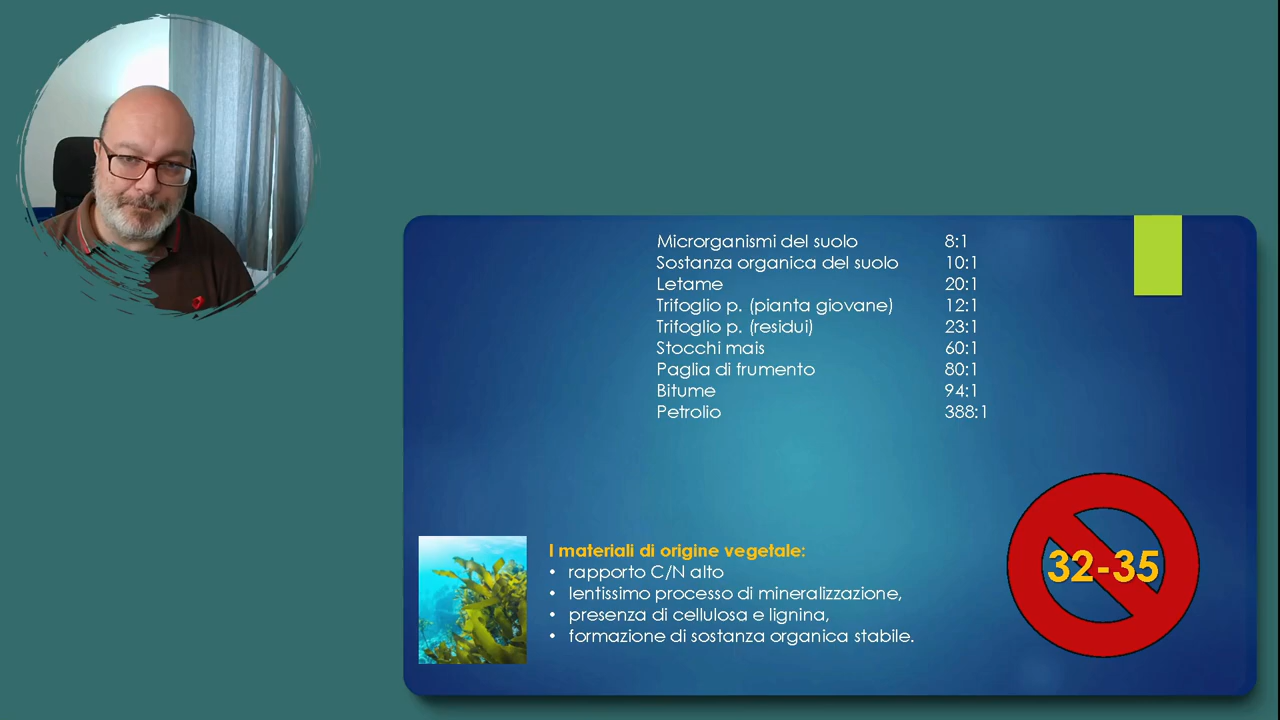 Microrganismi del suolo 8:1
Sostanza organica del suolo 10:1
Letame 20:1
Trifoglio p. (pianta giovane) 12:1
Trifoglio p. (residui) 23:1
Stocchi mais 60:1
Paglia di frumento 80:1
Bitume 94:1
Petrolio 388:1
I materiali di origine vegetale:
• rapporto C/N alto
• lentissimo processo di mineralizzazione,
• presenza di cellulosa e lignina,
• formazione di sostanza organica stabile.
32-35